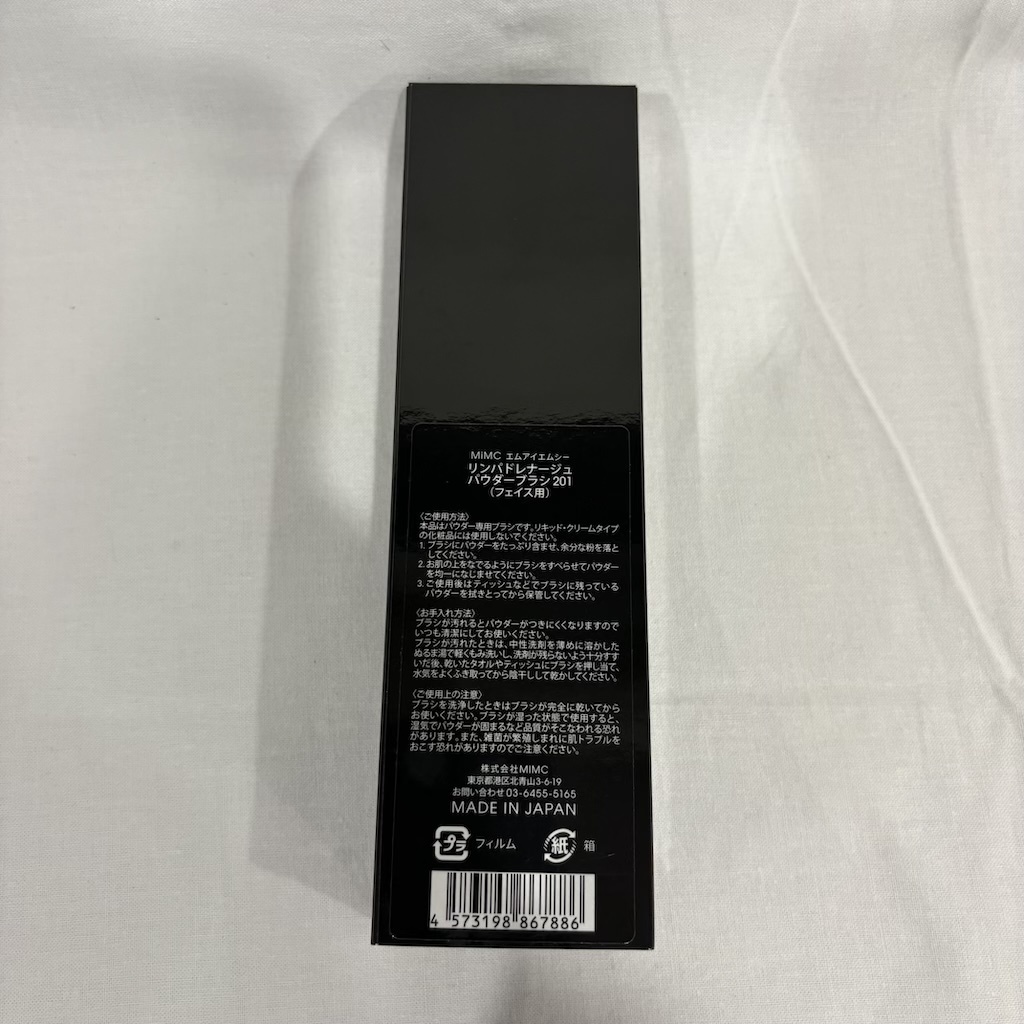 MiMC エムアイエムシー
リンパドレナージュ
パウダーブラシ201
（フェイス用）
〈ご使用方法〉
本品はパウダー専用ブラシです。リキッド・クリームタイプ
の化粧品には使用しないでください。
1. ブラシにパウダーをたっぷり含ませ、余分な粉を落と
してください。
2. お肌の上をなでるようにブラシをすべらせてパウダー
を均一になじませてください。
3. ご使用後はティッシュなどでブラシに残っている
パウダーを拭きとってから保管してください。
〈お手入れ方法〉
ブラシが汚れるとパウダーがつきにくくなりますので
いつも清潔にしてお使いください。
ブラシが汚れたときは、中性洗剤を薄めに溶かした
ぬるま湯で軽くもみ洗いし、洗剤が残らないよう十分すす
いだ後、乾いたタオルやティッシュにブラシを押し当て、
水気をよくふき取ってから陰干しして乾かしてください。
〈ご使用上の注意〉
ブラシを洗浄したときはブラシが完全に乾いてから
お使いください。ブラシが湿った状態で使用すると、
湿気でパウダーが固まるなど品質がそこなわれる恐れ
があります。また、雑菌が繁殖しまれに肌トラブルを
おこす恐れがありますのでご注意ください。
株式会社MIMC
東京都港区北青山3-6-19
お問い合わせ 03-6455-5165
MADE IN JAPAN
プラ フィルム 紙 箱
4 573198 867886